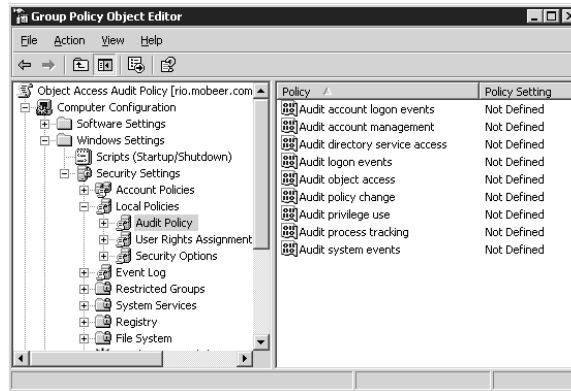 Group Policy Object Editor
File Action View Help
Object Access Audit Policy [rio.mobeer.com
Computer Configuration
Software Settings
Windows Settings
Scripts (Startup/Shutdown)
Security Settings
Account Policies
Local Policies
Audit Policy
User Rights Assignment
Security Options
Event Log
Restricted Groups
System Services
Registry
File System
Policy Policy Setting
Audit account logon events Not Defined
Audit account management Not Defined
Audit directory service access Not Defined
Audit logon events Not Defined
Audit object access Not Defined
Audit policy change Not Defined
Audit privilege use Not Defined
Audit process tracking Not Defined
Audit system events Not Defined